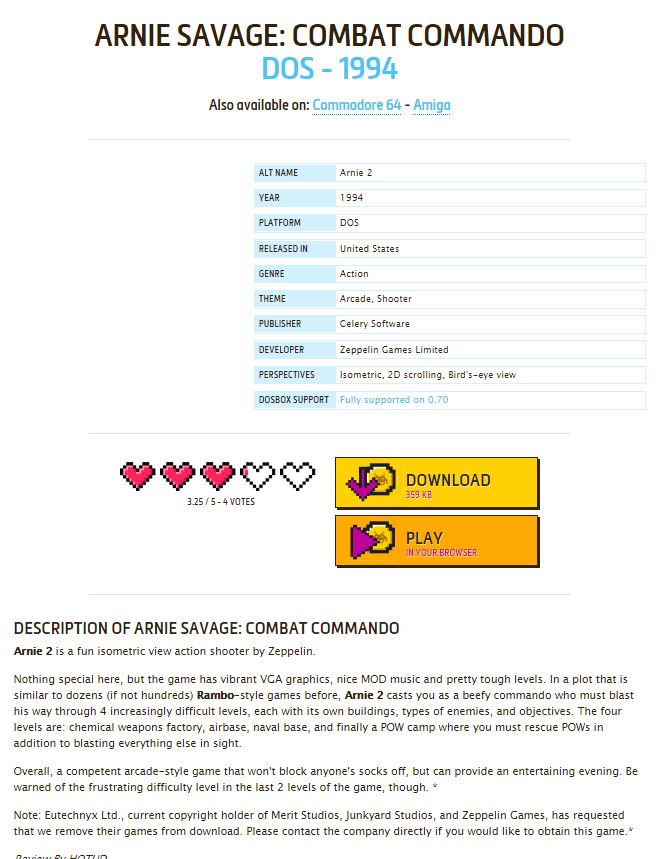 ARNIE SAVAGE: COMBAT COMMANDO
DOS - 1994
Also available on: Commodore 64 - Amiga
ALT NAME Arnie 2
YEAR 1994
PLATFORM DOS
RELEASED IN United States
GENRE Action
THEME Arcade, Shooter
PUBLISHER Celery Software
DEVELOPER Zeppelin Games Limited
PERSPECTIVES Isometric, 2D scrolling, Bird's-eye view
DOSBOX SUPPORT Fully supported on 0.70
3.25 / 5 - 4 VOTES
DOWNLOAD
359 KB
PLAY
IN YOUR BROWSER
DESCRIPTION OF ARNIE SAVAGE: COMBAT COMMANDO
Arnie 2 is a fun isometric view action shooter by Zeppelin.
Nothing special here, but the game has vibrant VGA graphics, nice MOD music and pretty tough levels. In a plot that is
similar to dozens (if not hundreds) Rambo-style games before, Arnie 2 casts you as a beefy commando who must blast
his way through 4 increasingly difficult levels, each with its own buildings, types of enemies, and objectives. The four
levels are: chemical weapons factory, airbase, naval base, and finally a POW camp where you must rescue POWs in
addition to blasting everything else in sight.
Overall, a competent arcade-style game that won't block anyone's socks off, but can provide an entertaining evening. Be
warned of the frustrating difficulty level in the last 2 levels of the game, though. *
Note: Eutechnyx Ltd., current copyright holder of Merit Studios, Junkyard Studios, and Zeppelin Games, has requested
that we remove their games from download. Please contact the company directly if you would like to obtain this game.*
Review By HOTUD